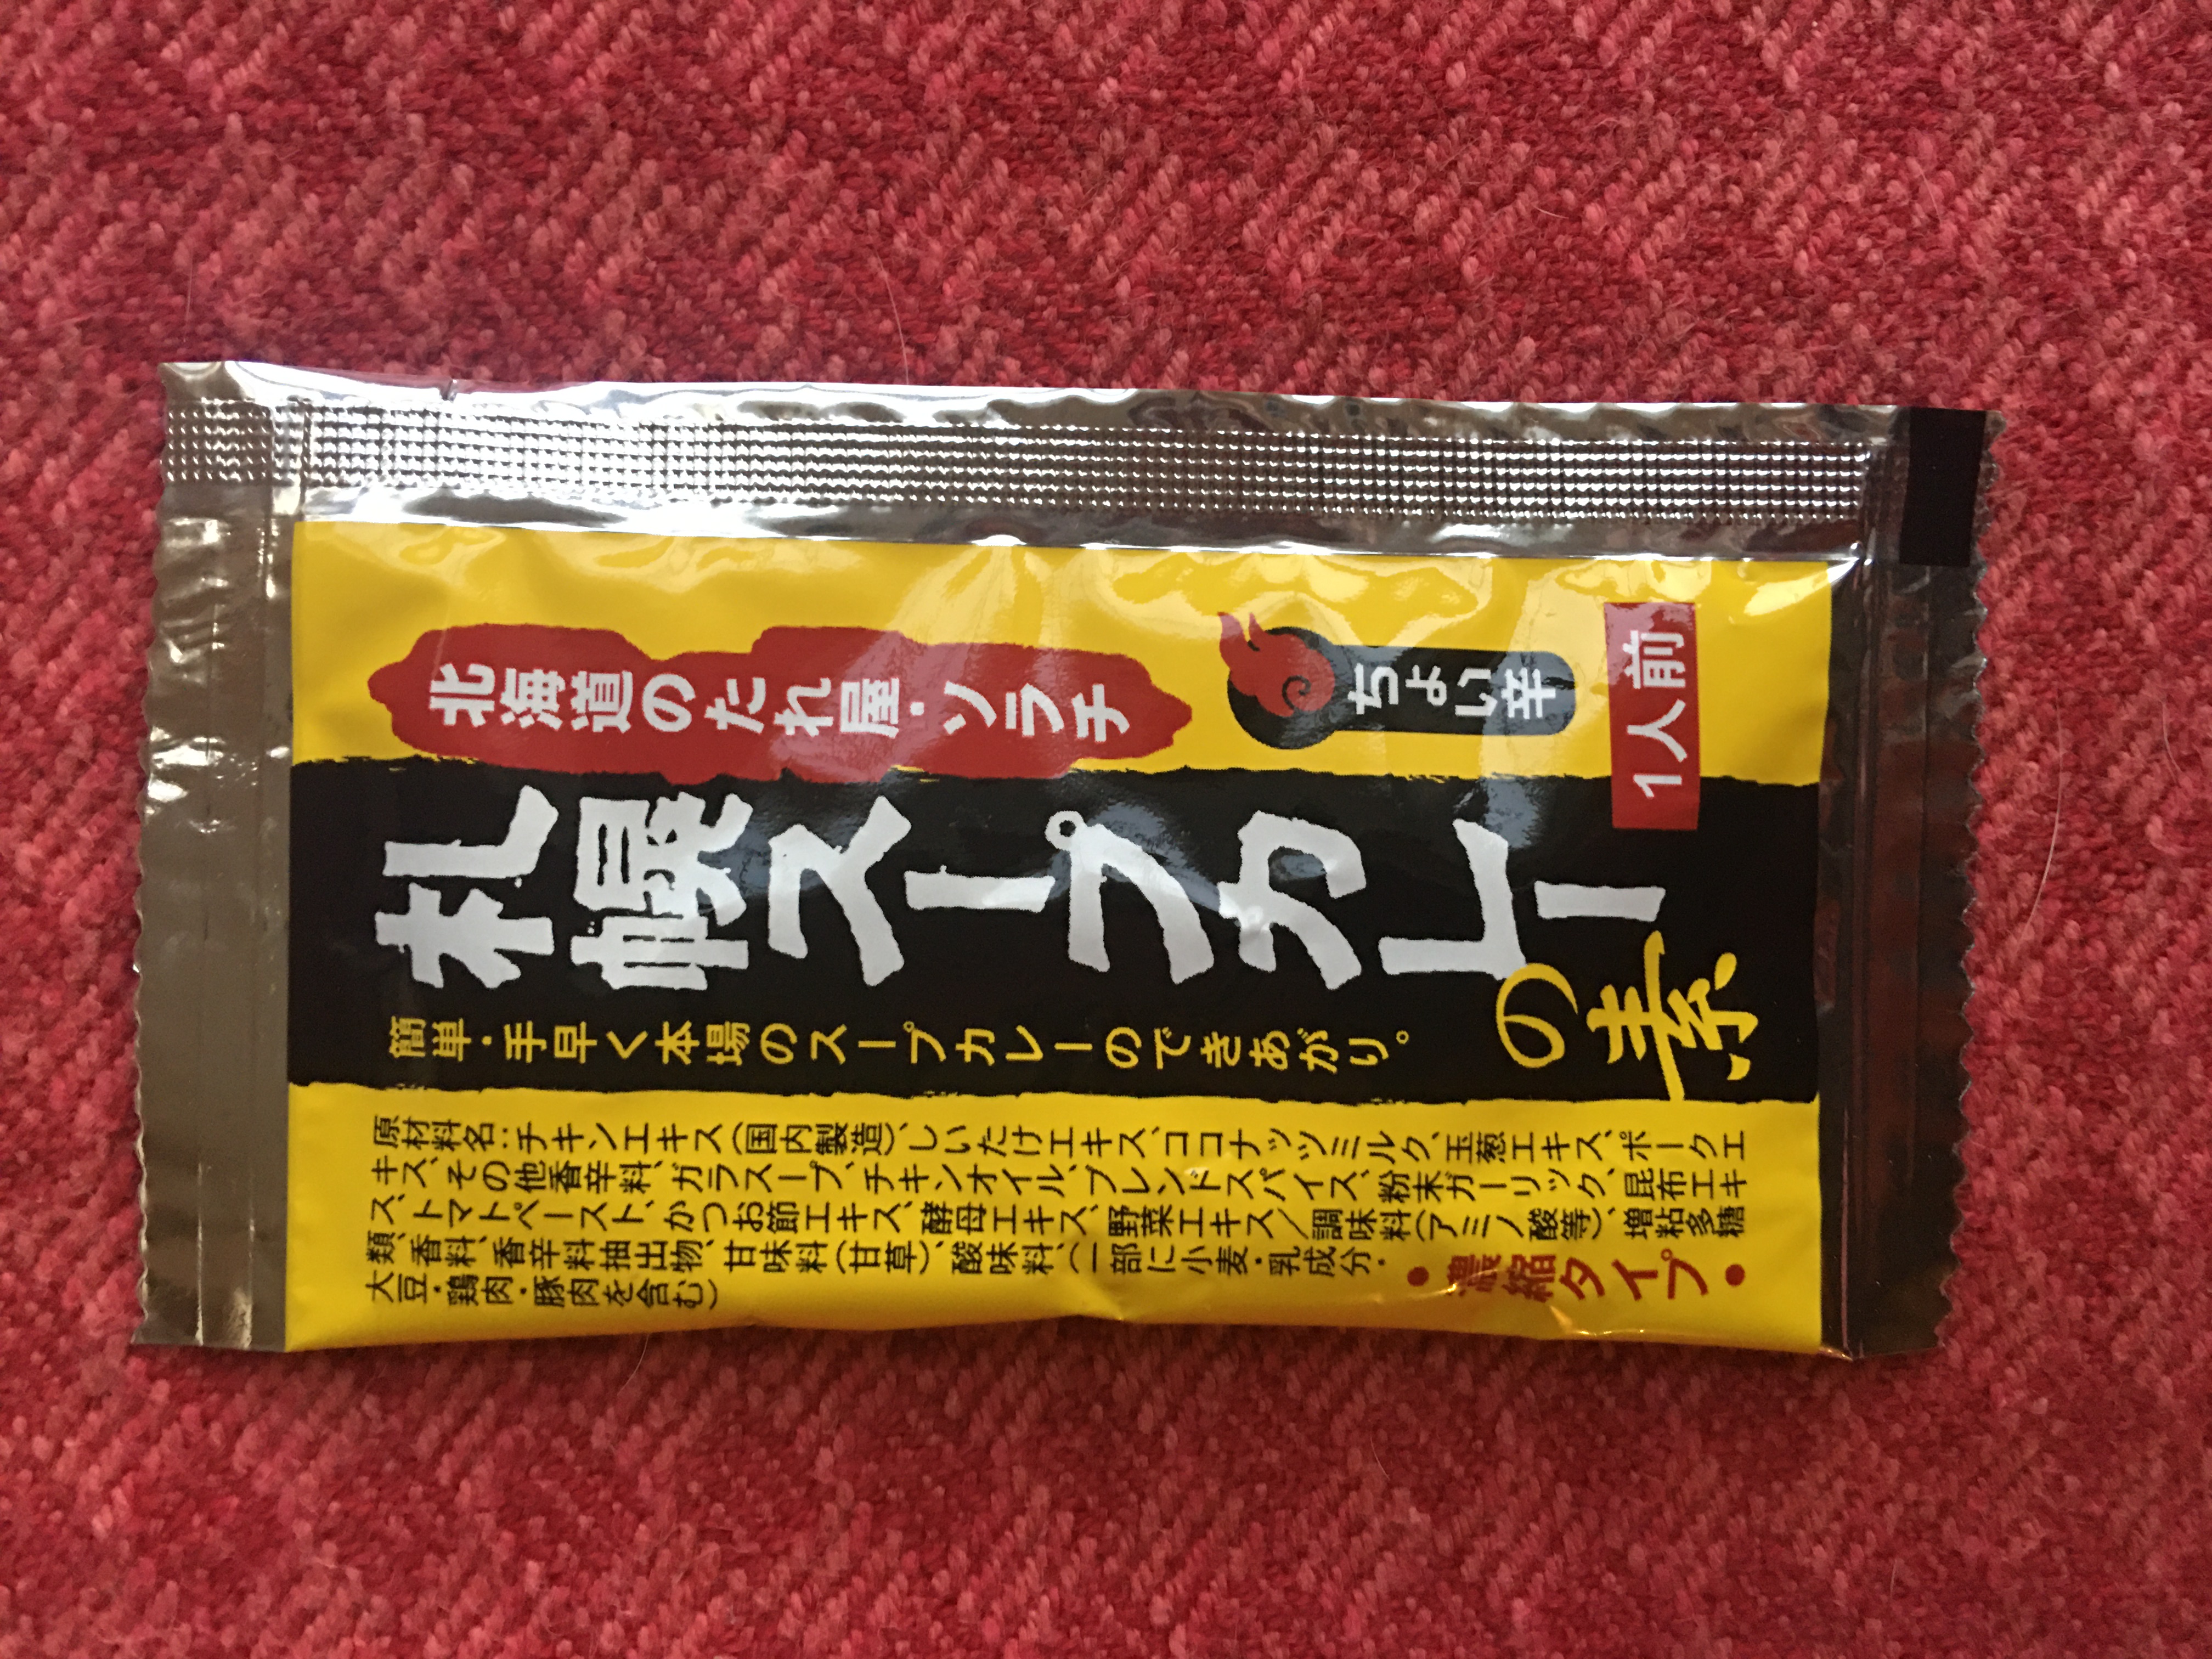 北海道のたれ屋・ソラチ
ちょい辛
1人前
札幌スープカレー
の素
簡単・手早く本場のスープカレーのできあがり。
原材料名:チキンエキス(国内製造)、しいたけエキス、ココナッツミルク、玉葱エキス、ポークエ
キス、その他香辛料、ガラスープ、チキンオイル、ブレンドスパイス、粉末ガーリック、昆布エキ
ス、トマトペースト、かつお節エキス、酵母エキス、野菜エキス/調味料(アミノ酸等)、増粘多糖
類、香料、香辛料抽出物、甘味料(甘草)、酸味料、(一部に小麦・乳成分・
大豆・鶏肉・豚肉を含む)
●濃縮タイプ●